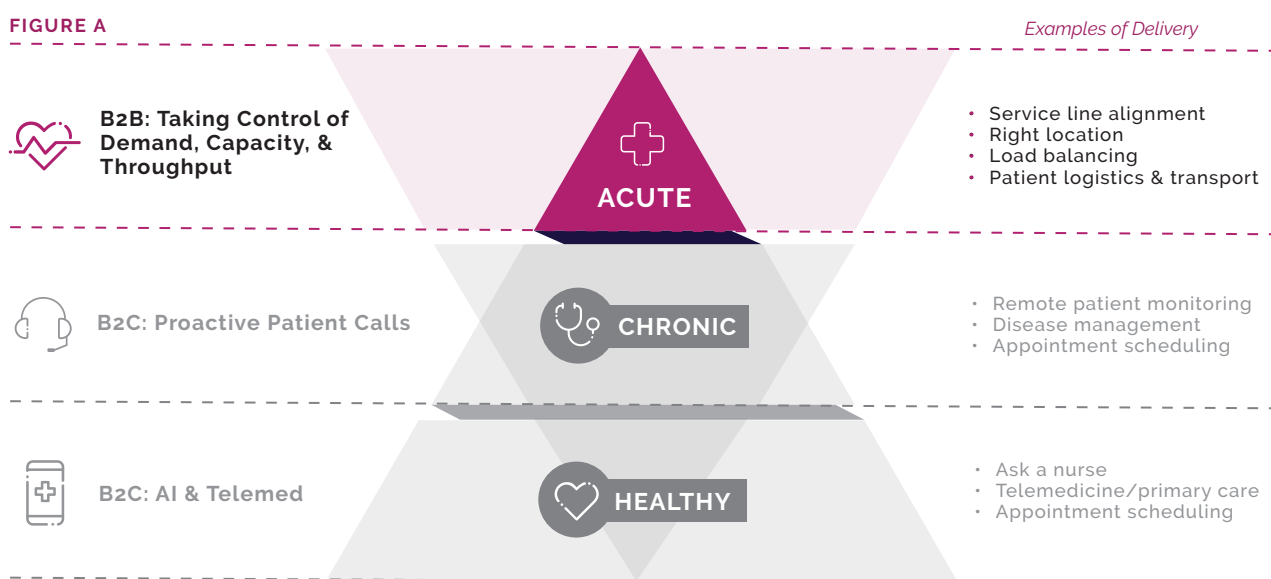 FIGURE A
Examples of Delivery
B2B: Taking Control of
Demand, Capacity, &
Throughput
ACUTE
• Service line alignment
• Right location
• Load balancing
• Patient logistics & transport
B2C: Proactive Patient Calls
CHRONIC
• Remote patient monitoring
• Disease management
• Appointment scheduling
B2C: AI & Telemed
HEALTHY
• Ask a nurse
• Telemedicine/primary care
• Appointment scheduling